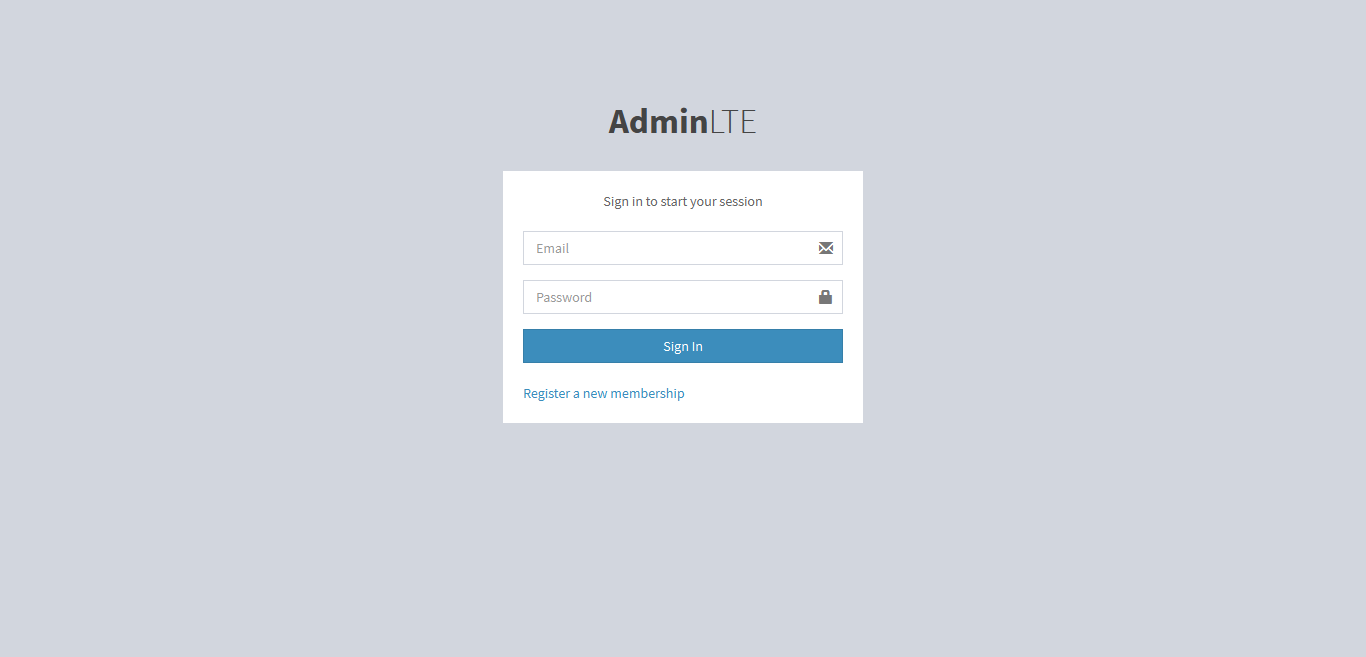 AdminLTE
Sign in to start your session
Email
Password
Sign In
Register a new membership